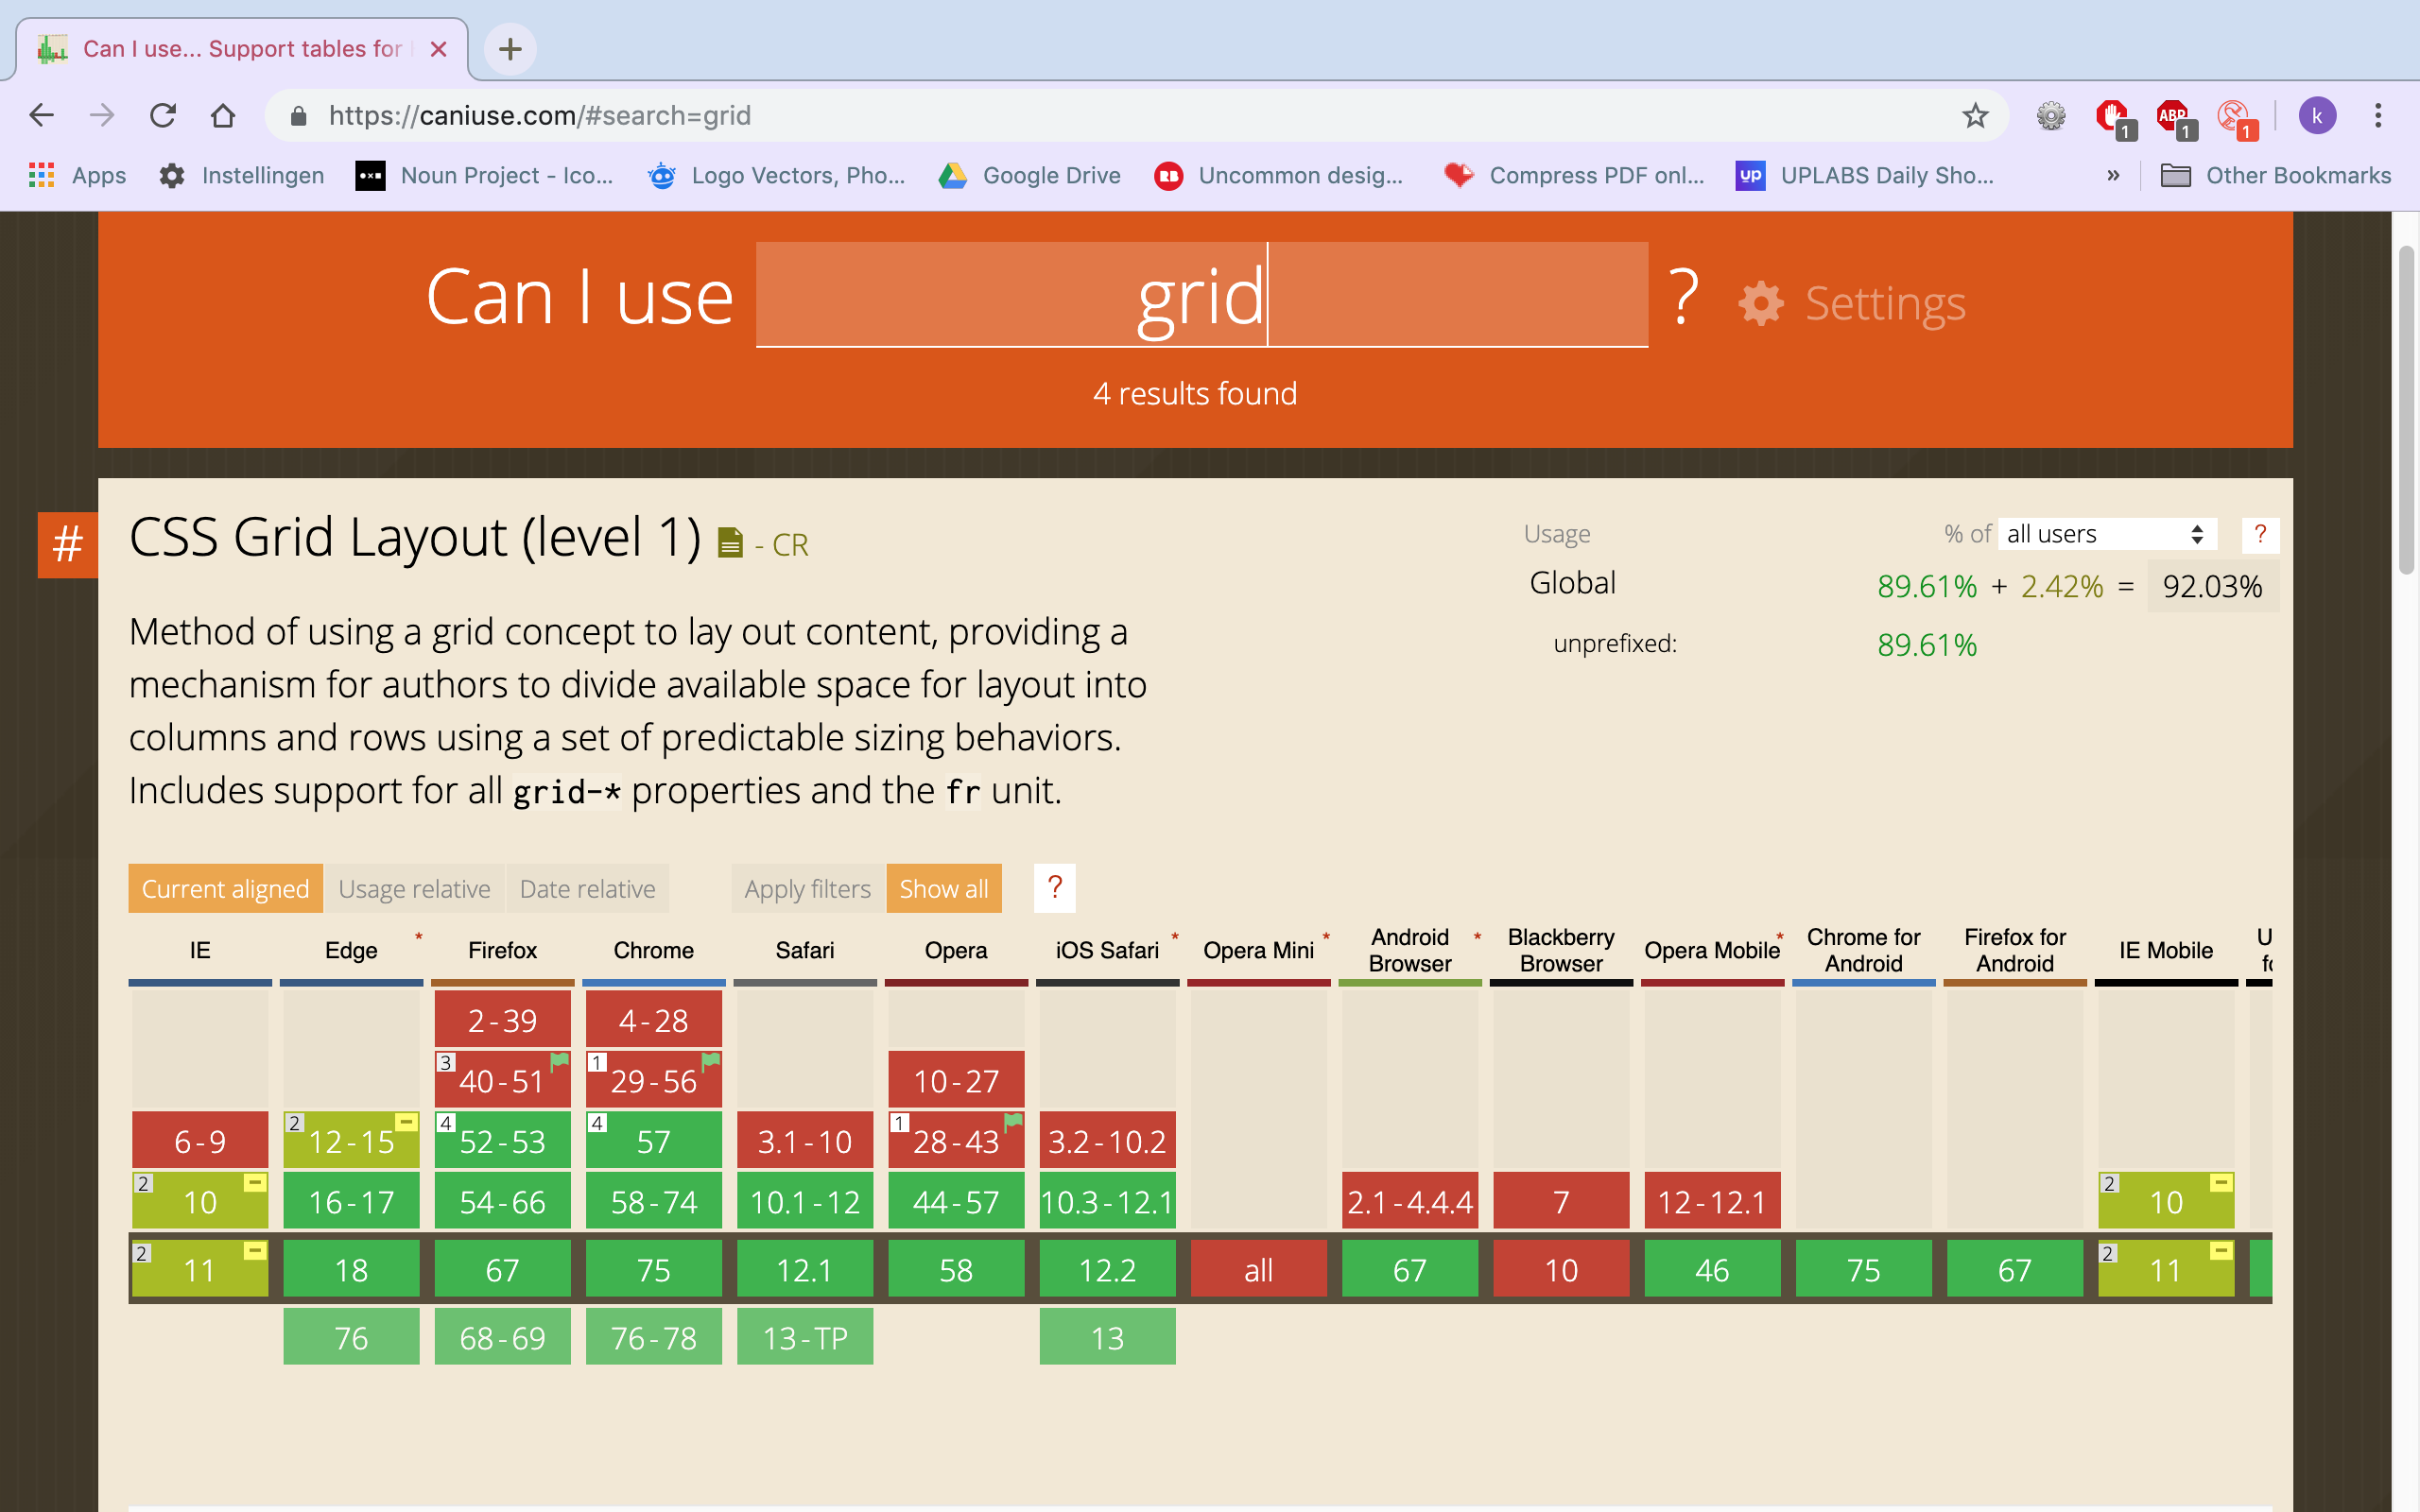 Can I use... Support tables for
https://caniuse.com/#search=grid
1
ABP
1
1
k
Apps
Instellingen
Noun Project - Ico...
Logo Vectors, Pho...
Google Drive
RB
Uncommon desig...
Compress PDF onl...
up
UPLABS Daily Sho...
»
Other Bookmarks
Can I use grid ? Settings
4 results found
#
CSS Grid Layout (level 1) - CR
Usage % of all users ?
Global 89.61% + 2.42% = 92.03%
unprefixed: 89.61%
Method of using a grid concept to lay out content, providing a
mechanism for authors to divide available space for layout into
columns and rows using a set of predictable sizing behaviors.
Includes support for all grid-* properties and the fr unit.
Current aligned Usage relative Date relative Apply filters Show all ?
IE Edge * Firefox Chrome Safari Opera iOS Safari * Opera Mini * Android Browser * Blackberry Browser Opera Mobile * Chrome for Android Firefox for Android IE Mobile
2-39 4-28
3 40-51 1 29-56 10-27
6-9 2 12-15 4 52-53 4 57 3.1-10 1 28-43 3.2-10.2
2 10 16-17 54-66 58-74 10.1-12 44-57 10.3-12.1 2.1-4.4.4 7 12-12.1 2 10
2 11 18 67 75 12.1 58 12.2 all 67 10 46 75 67 2 11
76 68-69 76-78 13-TP 13